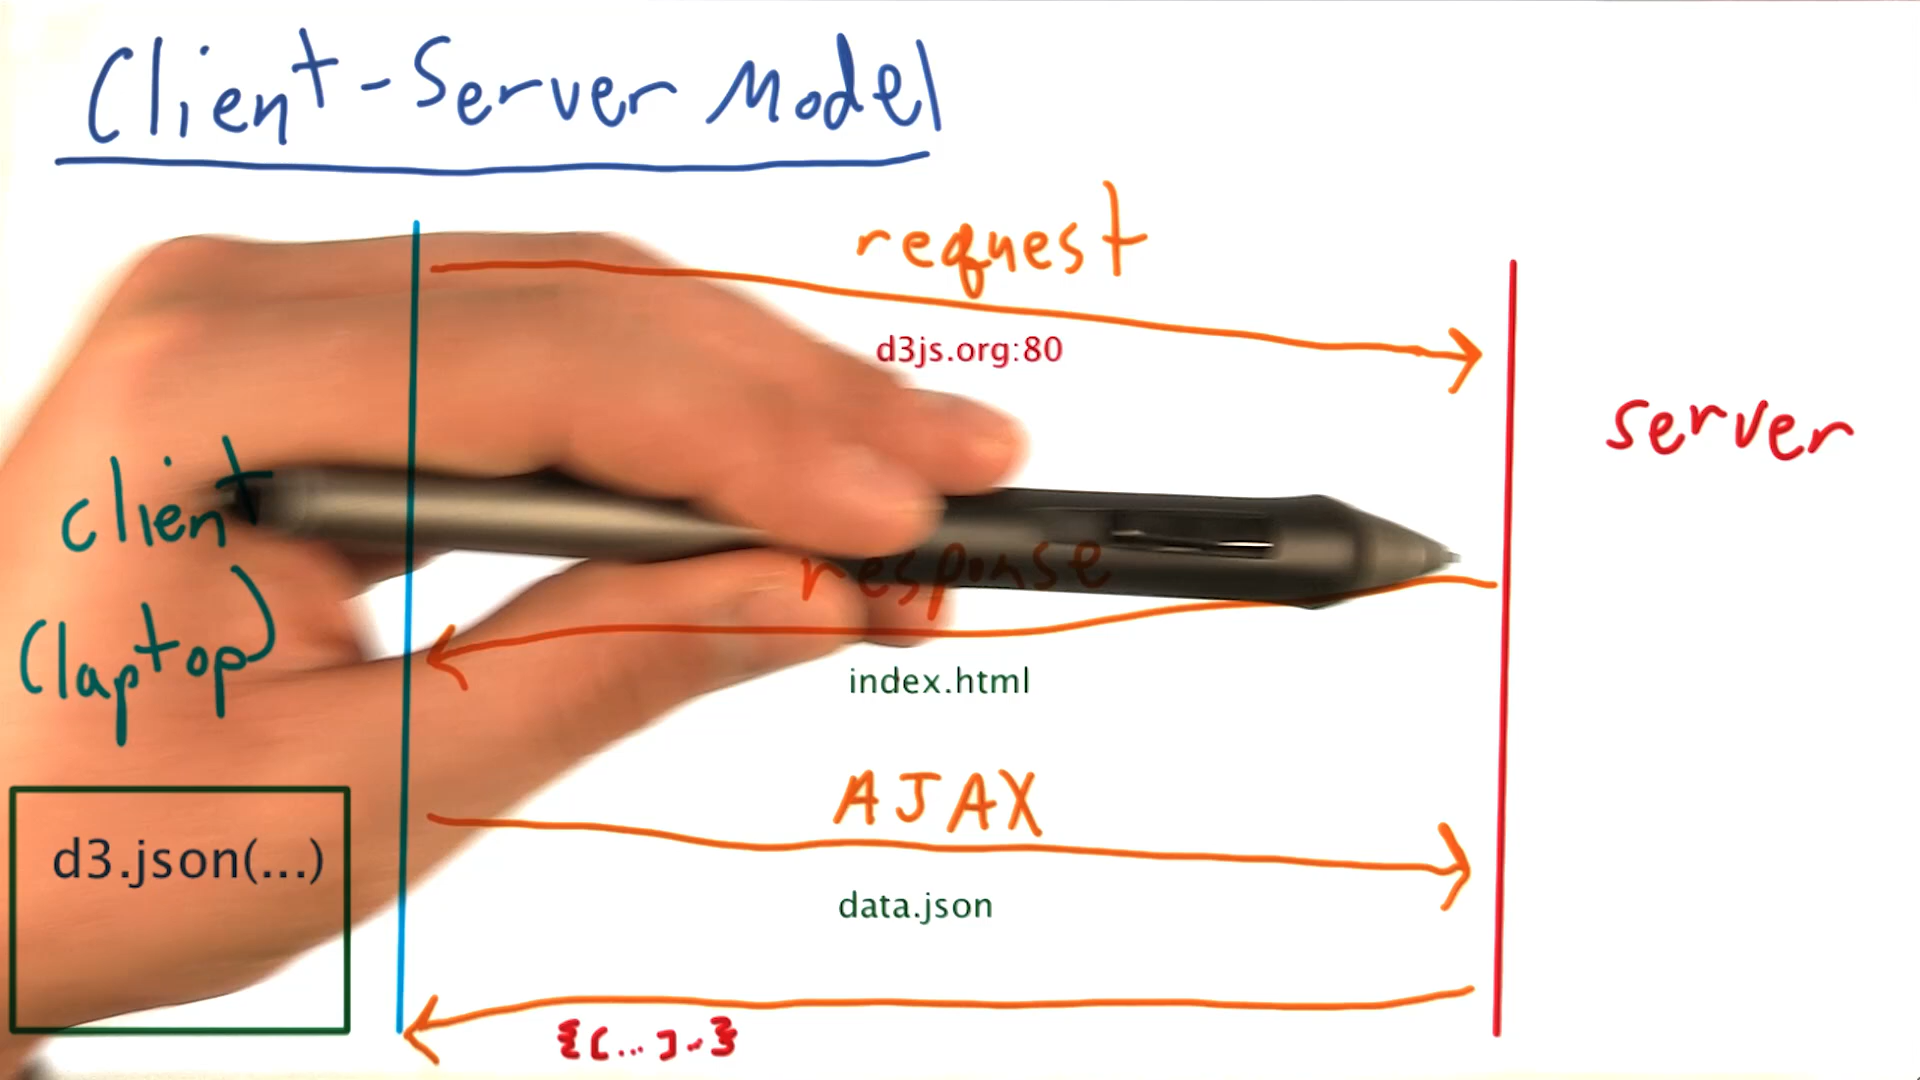 Client-Server Model
request
d3js.org:80
server
client
(laptop)
response
index.html
AJAX
d3.json(...)
data.json
{[...]..}